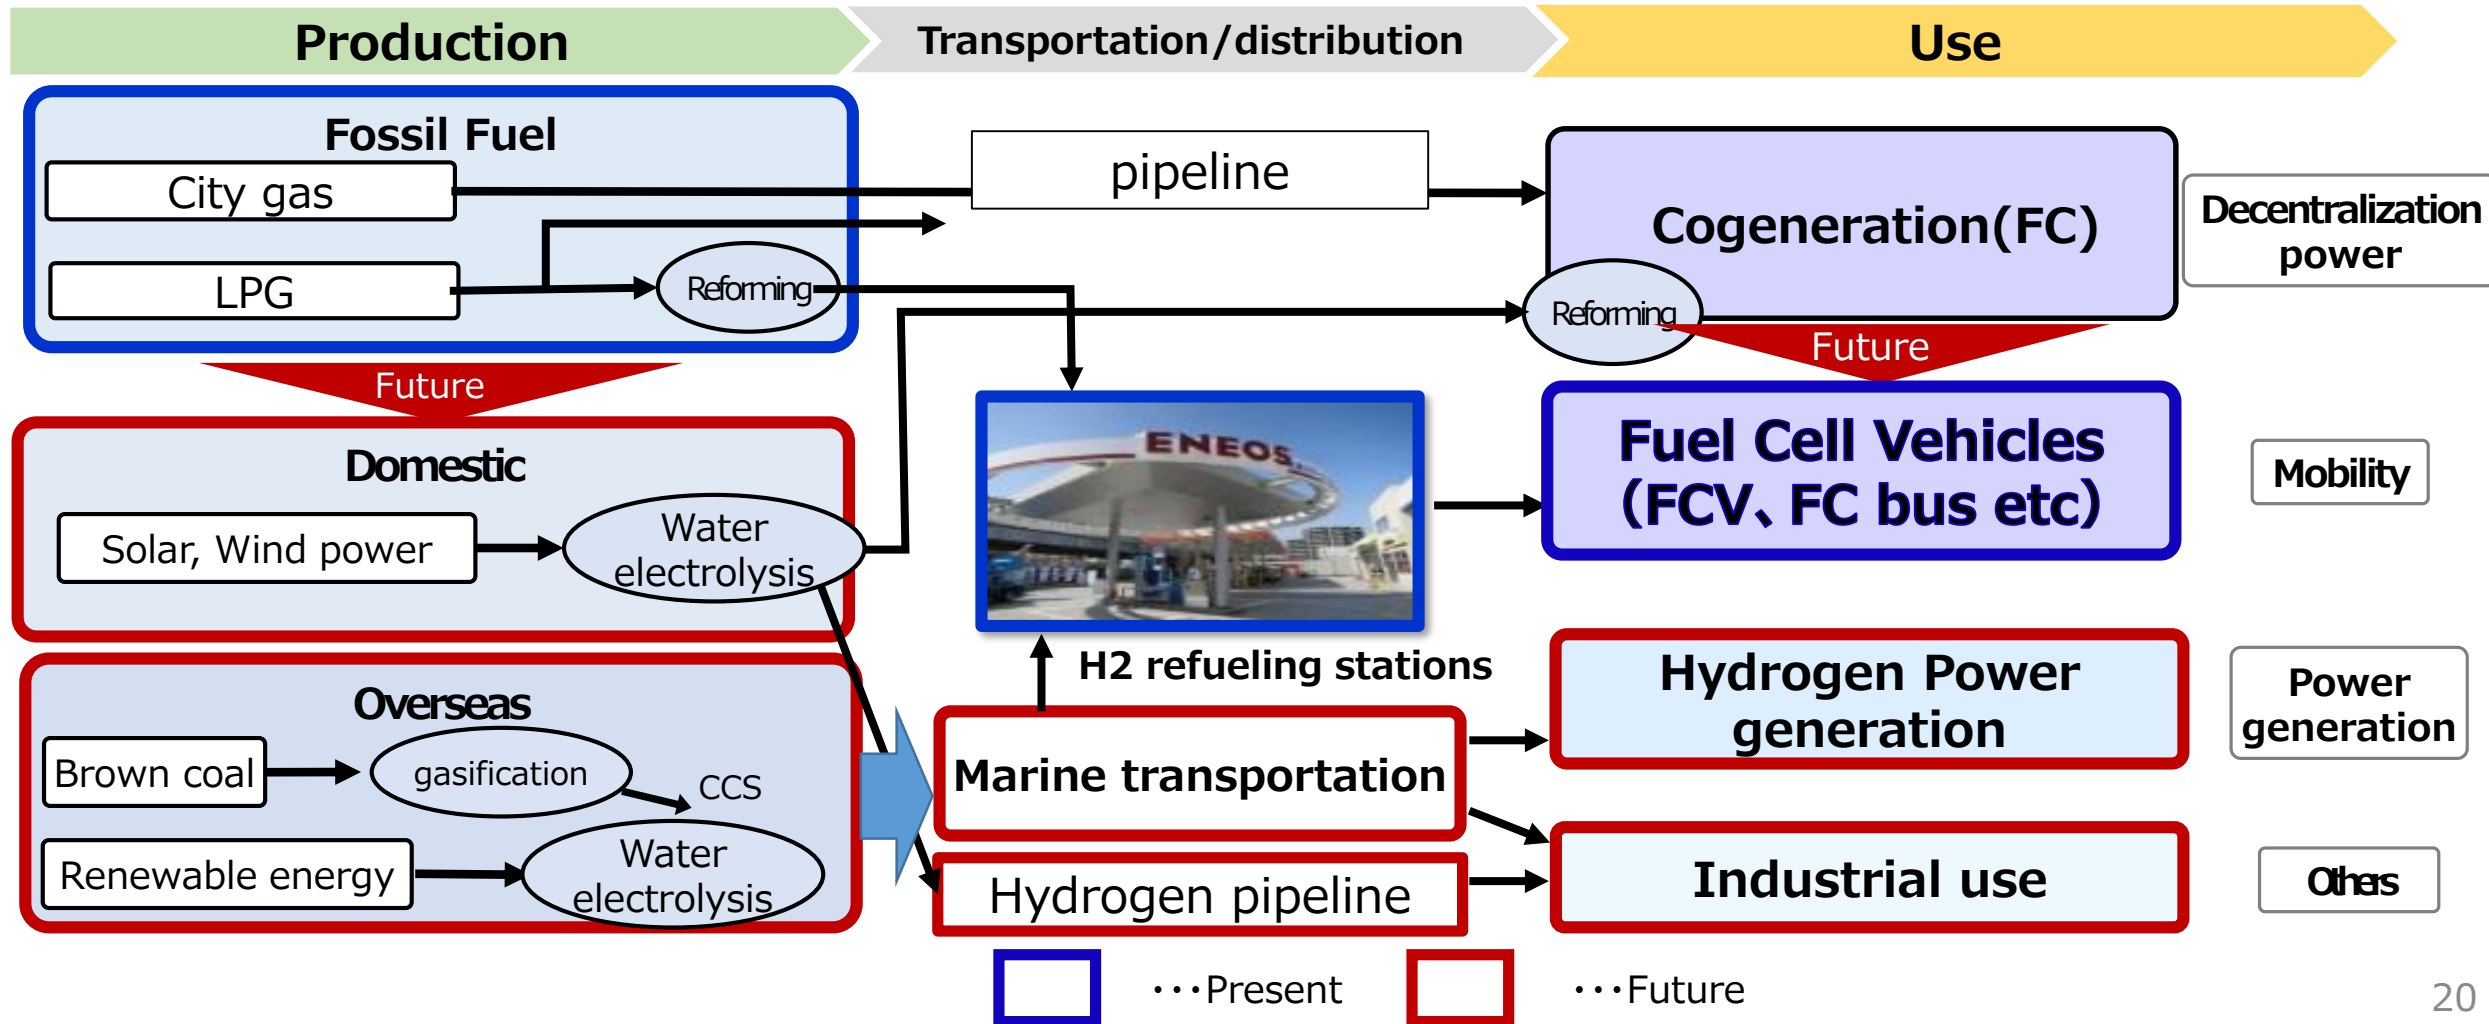 Production
Transportation/distribution
Use
Fossil Fuel
City gas
LPG
Reforming
pipeline
Cogeneration(FC)
Reforming
Decentralization
power
Future
Future
Domestic
Solar, Wind power
Water
electrolysis
ENEOS
H2 refueling stations
Fuel Cell Vehicles
(FCV、FC bus etc)
Mobility
Overseas
Brown coal
gasification
CCS
Renewable energy
Water
electrolysis
Marine transportation
Hydrogen pipeline
Hydrogen Power
generation
Power
generation
Industrial use
Others
･･･Present
･･･Future
20